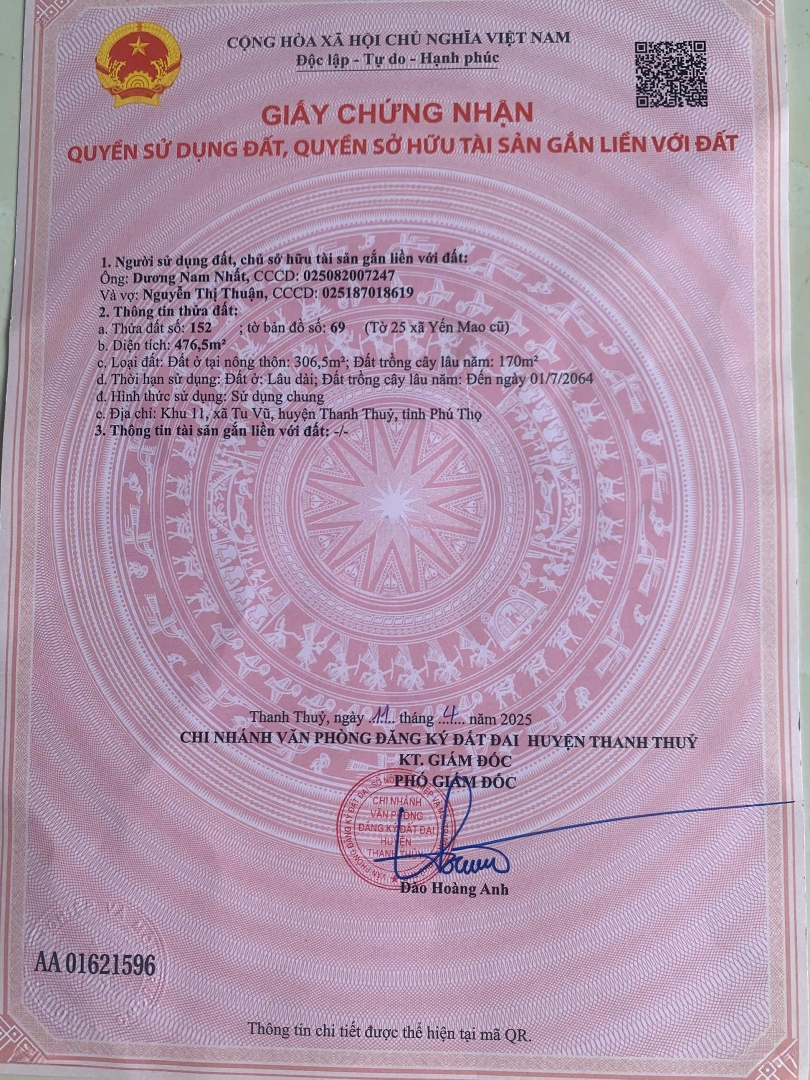 CỘNG HÒA XÃ HỘI CHỦ NGHĨA VIỆT NAM
Độc lập - Tự do - Hạnh phúc
GIẤY CHỨNG NHẬN
QUYỀN SỬ DỤNG ĐẤT, QUYỀN SỞ HỮU TÀI SẢN GẮN LIỀN VỚI ĐẤT
1. Người sử dụng đất, chủ sở hữu tài sản gắn liền với đất:
Ông: Dương Nam Nhất, CCCD: 025082007247
Và vợ: Nguyễn Thị Thuận, CCCD: 025187018619
2. Thông tin thửa đất:
a. Thửa đất số: 152 ; tờ bản đồ số: 69 (Tờ 25 xã Yến Mao cũ)
b. Diện tích: 476,5m²
c. Loại đất: Đất ở tại nông thôn: 306,5m²; Đất trồng cây lâu năm: 170m²
d. Thời hạn sử dụng: Đất ở: Lâu dài; Đất trồng cây lâu năm: Đến ngày 01/7/2064
đ. Hình thức sử dụng: Sử dụng chung
e. Địa chỉ: Khu 11, xã Tu Vũ, huyện Thanh Thuỷ, tỉnh Phú Thọ
3. Thông tin tài sản gắn liền với đất: -/-
Thanh Thuỷ, ngày 11 tháng 4 năm 2025
CHI NHÁNH VĂN PHÒNG ĐĂNG KÝ ĐẤT ĐAI HUYỆN THANH THUỶ
KT. GIÁM ĐỐC
PHÓ GIÁM ĐỐC
CHI NHÁNH
VĂN PHÒNG
ĐĂNG KÝ ĐẤT ĐAI
HUYỆN
THANH THUỶ
Đào Hoàng Anh
AA 01621596
Thông tin chi tiết được thể hiện tại mã QR.